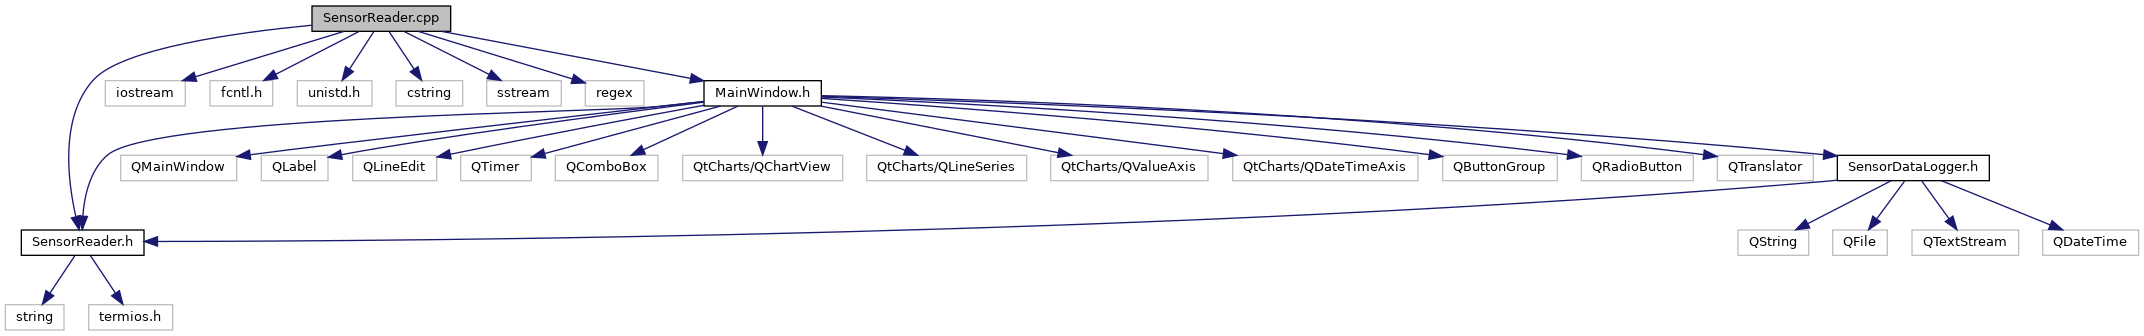 SensorReader.cpp
iostream
fcntl.h
unistd.h
cstring
sstream
regex
MainWindow.h
QMainWindow
QLabel
QLineEdit
QTimer
QComboBox
QtCharts/QChartView
QtCharts/QLineSeries
QtCharts/QValueAxis
QtCharts/QDateTimeAxis
QButtonGroup
QRadioButton
QTranslator
SensorDataLogger.h
SensorReader.h
QString
QFile
QTextStream
QDateTime
string
termios.h